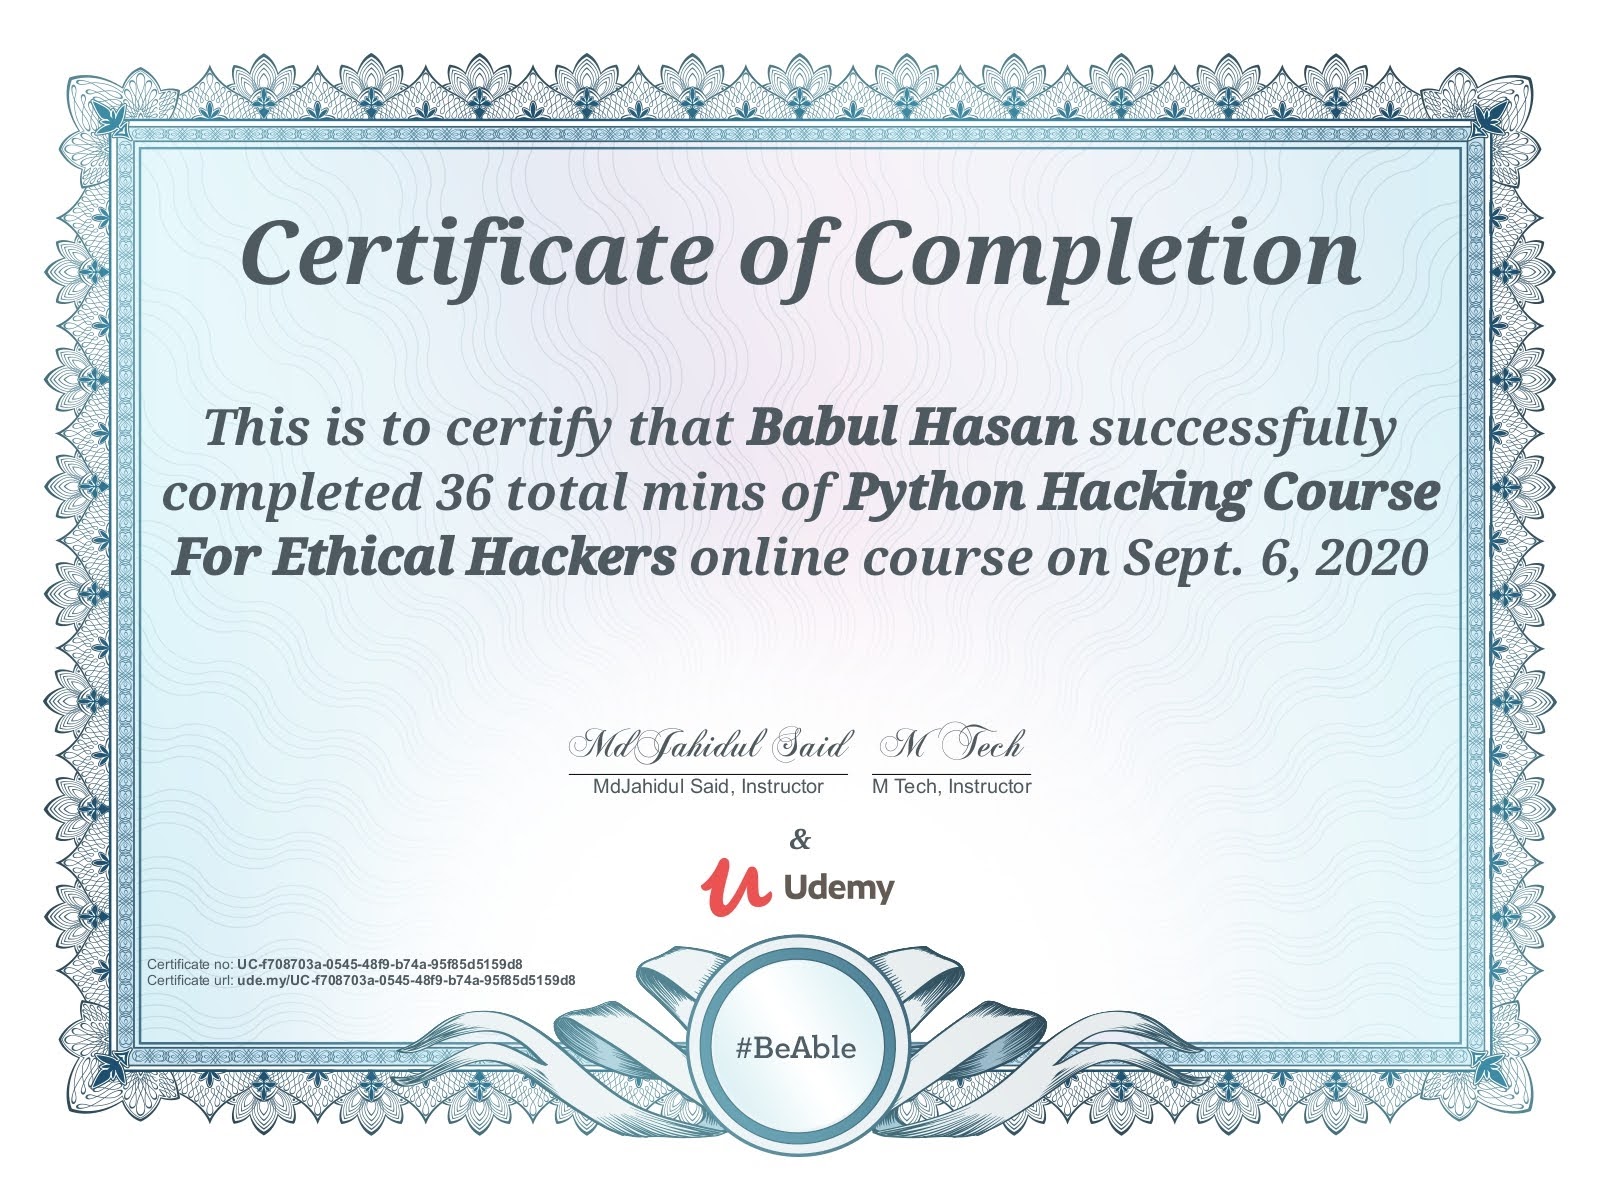 Certificate of Completion
This is to certify that Babul Hasan successfully
completed 36 total mins of Python Hacking Course
For Ethical Hackers online course on Sept. 6, 2020
MdJahidul Said M Tech
MdJahidul Said, Instructor M Tech, Instructor
&
Udemy
Certificate no: UC-f708703a-0545-48f9-b74a-95f85d5159d8
Certificate url: ude.my/UC-f708703a-0545-48f9-b74a-95f85d5159d8
#BeAble